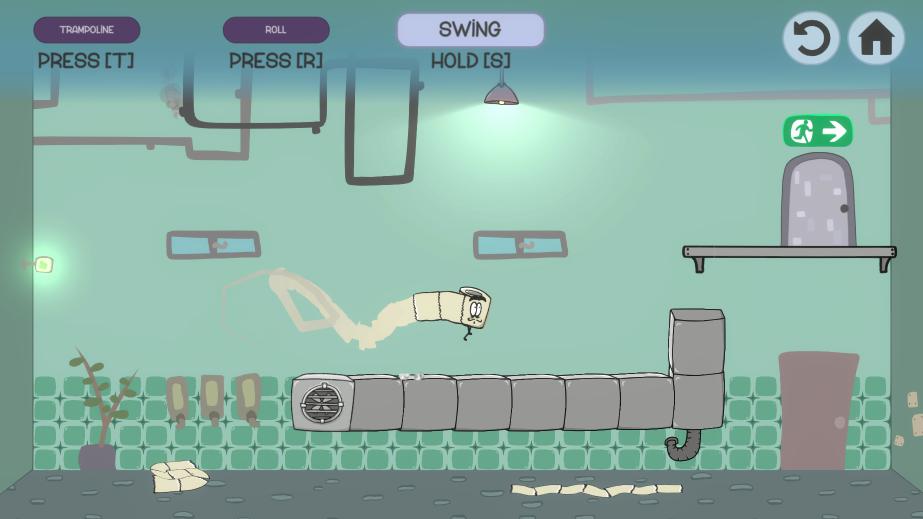 TRAMPOLINE
ROLL
SWING
PRESS [T]
PRESS [R]
HOLD [S]